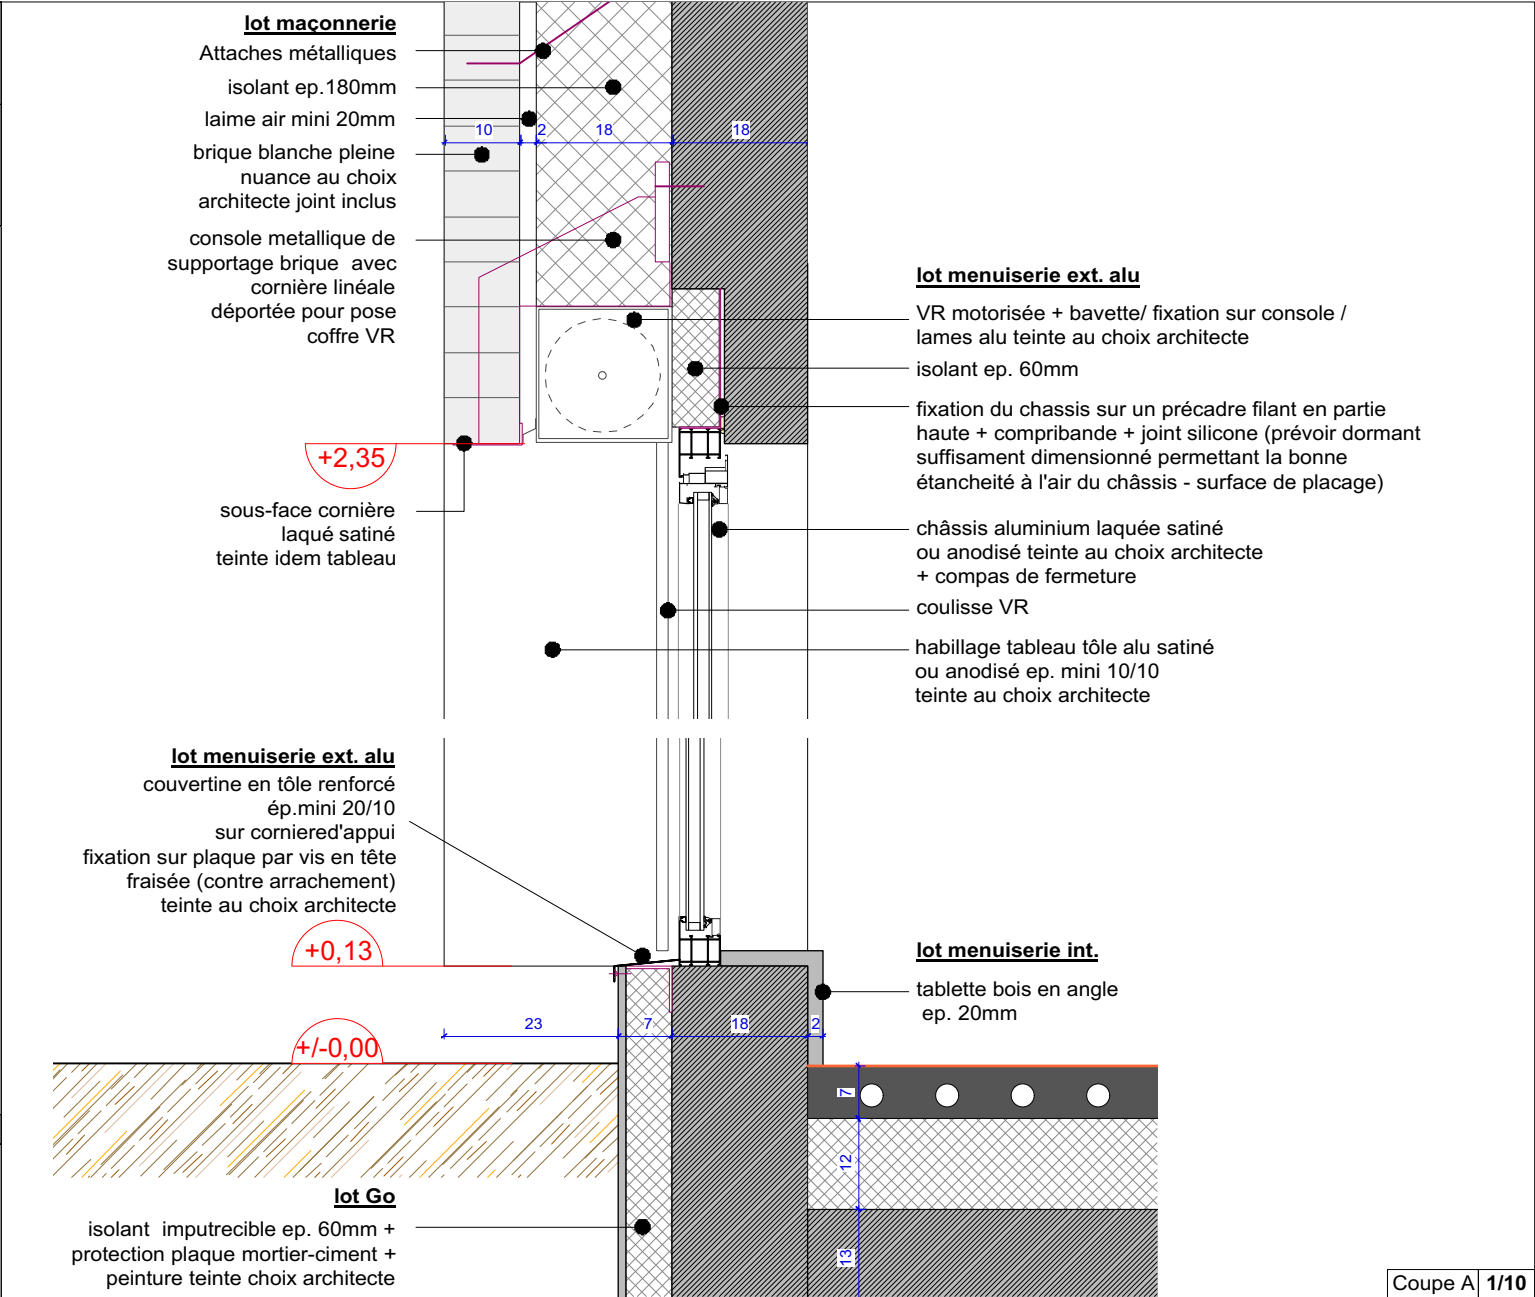 lot maçonnerie
Attaches métalliques
isolant ep.180mm
laime air mini 20mm
brique blanche pleine
nuance au choix
architecte joint inclus
console metallique de
supportage brique  avec
cornière linéale
déportée pour pose
coffre VR
10
2
18
18
+2,35
sous-face cornière
laqué satiné
teinte idem tableau
lot menuiserie ext. alu
VR motorisée + bavette/ fixation sur console /
lames alu teinte au choix architecte
isolant ep. 60mm
fixation du chassis sur un précadre filant en partie
haute + compribande + joint silicone (prévoir dormant
suffisament dimensionné permettant la bonne
étancheité à l'air du châssis - surface de placage)
châssis aluminium laquée satiné
ou anodisé teinte au choix architecte
+ compas de fermeture
coulisse VR
habillage tableau tôle alu satiné
ou anodisé ep. mini 10/10
teinte au choix architecte
lot menuiserie ext. alu
couvertine en tôle renforcé
ép.mini 20/10
sur corniered'appui
fixation sur plaque par vis en tête
fraisée (contre arrachement)
teinte au choix architecte
+0,13
+/-0,00
23
7
18
2
lot menuiserie int.
tablette bois en angle
ep. 20mm
7
12
13
lot Go
isolant  imputrecible ep. 60mm +
protection plaque mortier-ciment +
peinture teinte choix architecte
Coupe A 1/10